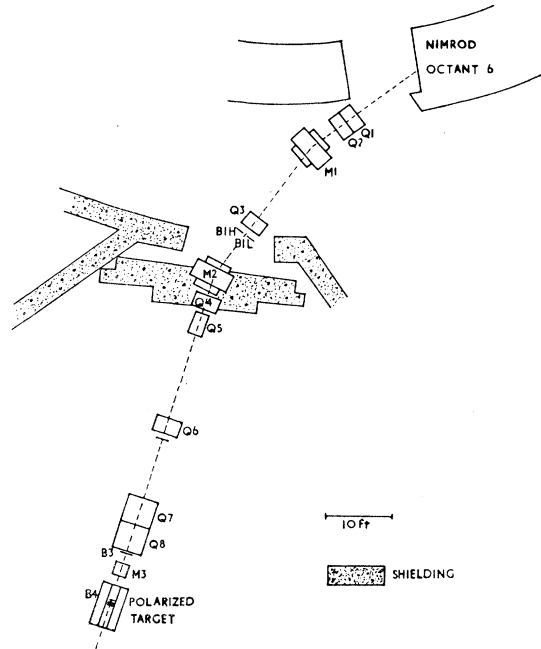 NIMROD
OCTANT 6
Q1
Q2
M1
Q3
B1H
B1L
M2
Q4
Q5
Q6
Q7
Q8
B3
M3
B4
POLARIZED
TARGET
10 Ft
SHIELDING